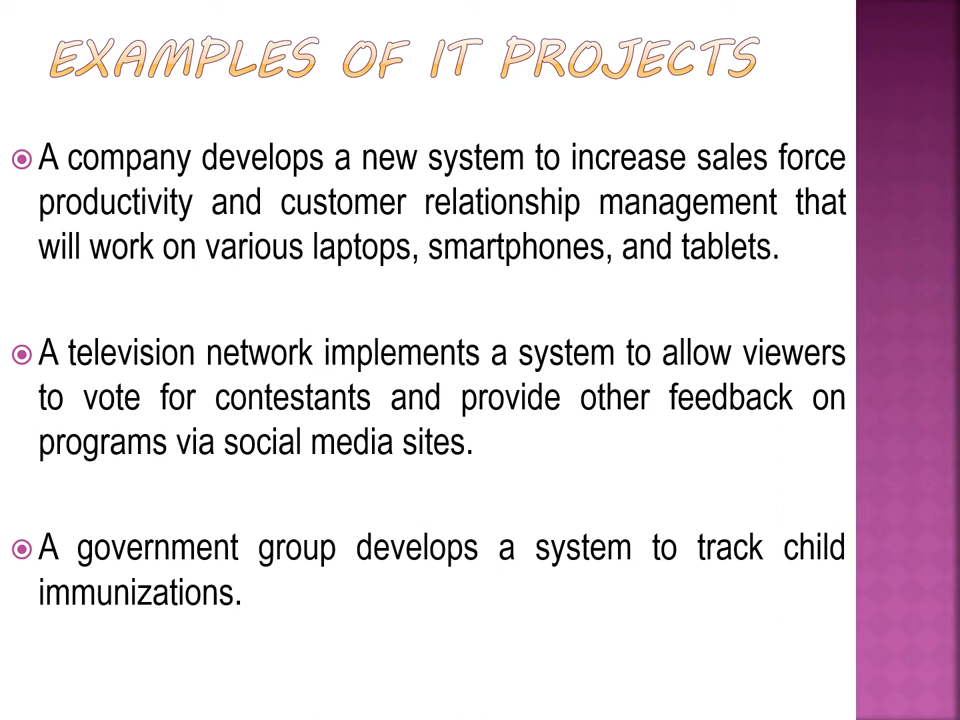 EXAMPLES OF IT PROJECTS
A company develops a new system to increase sales force
productivity and customer relationship management that
will work on various laptops, smartphones, and tablets.
A television network implements a system to allow viewers
to vote for contestants and provide other feedback on
programs via social media sites.
A government group develops a system to track child
immunizations.